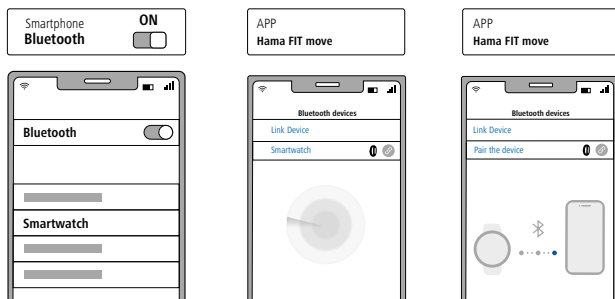 Smartphone
Bluetooth
ON
APP
Hama FIT move
APP
Hama FIT move
Bluetooth
Smartwatch
Bluetooth devices
Link Device
Smartwatch
Bluetooth devices
Link Device
Pair the device